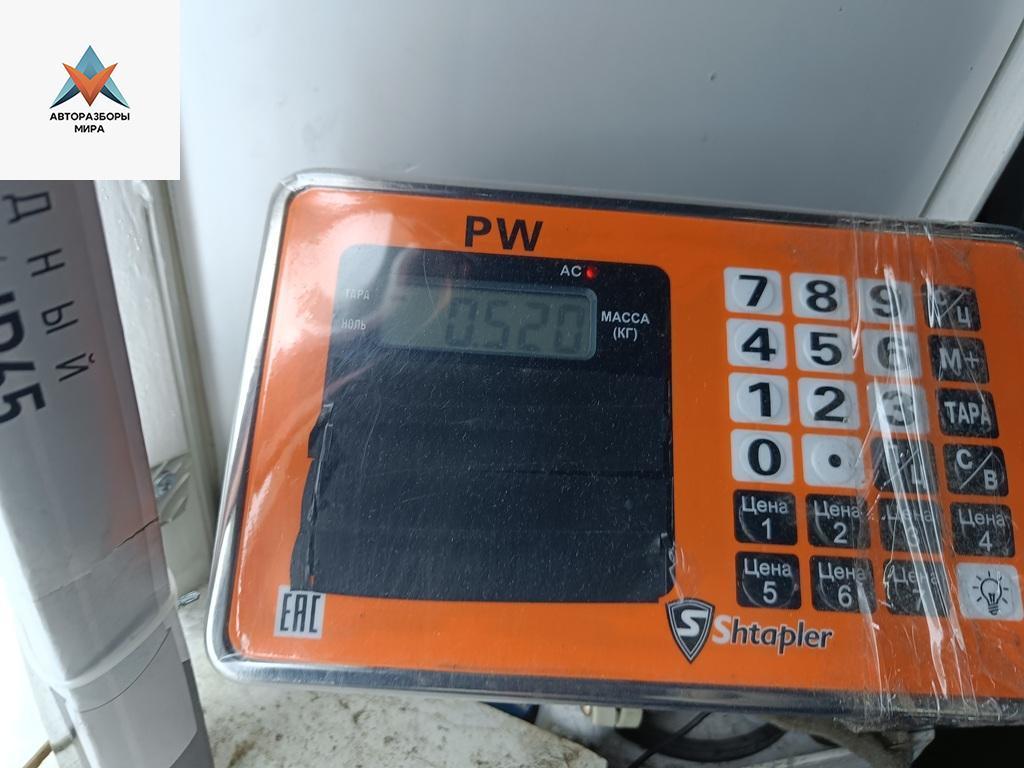 АВТОРАЗБОРЫ
МИРА
ДНЫЙ
PW
AC
ТАРА
НОЛЬ
0.520
МАССА
(КГ)
7 8 9
4 5 6 М+
1 2 3 ТАРА
0 . С/В
Цена 1 Цена 2 Цена 4
Цена 5 Цена 6
EAC
S Shtapler